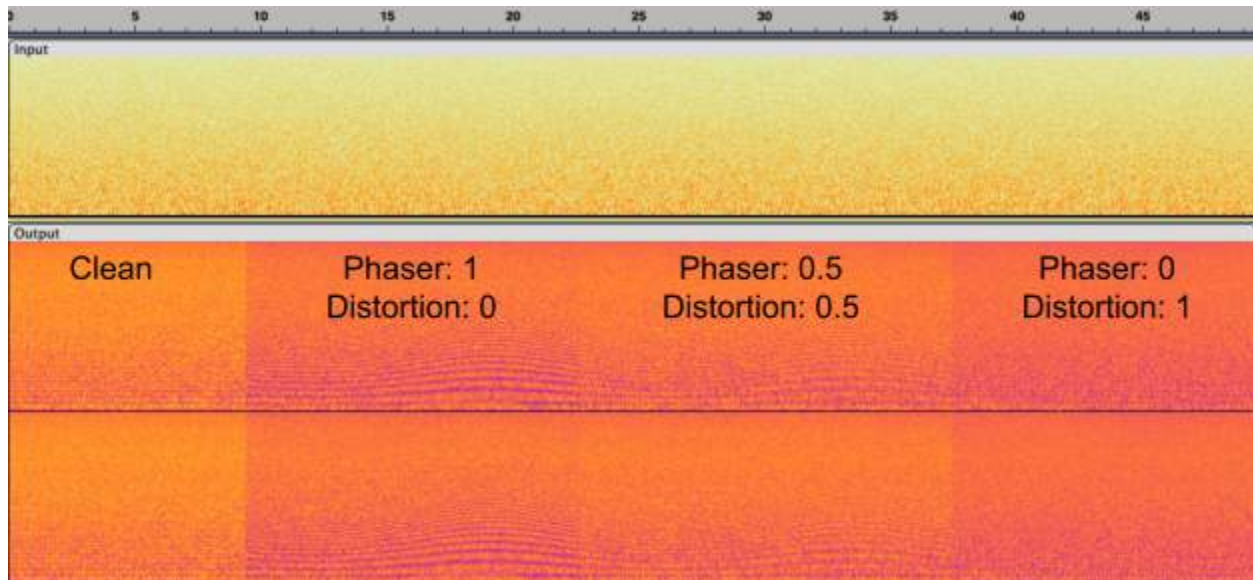 0 5 10 15 20 25 30 35 40 45
Input
Output
Clean
Phaser: 1
Distortion: 0
Phaser: 0.5
Distortion: 0.5
Phaser: 0
Distortion: 1